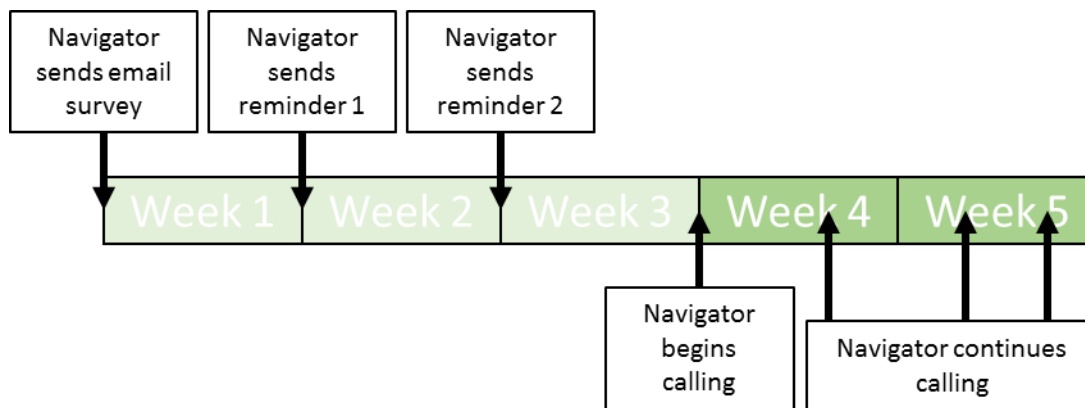 Navigator
sends email
survey
Navigator
sends
reminder 1
Navigator
sends
reminder 2
Week 1
Week 2
Week 3
Week 4
Week 5
Navigator
begins
calling
Navigator continues
calling